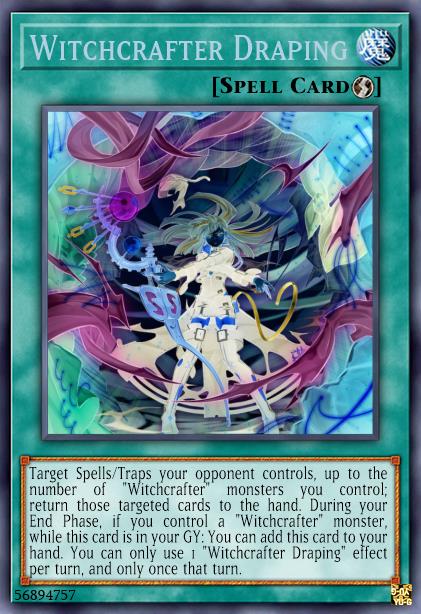 WITCHCRAFTER DRAPING
魔
[SPELL CARD]
SS
Target Spells/Traps your opponent controls, up to the
number of "Witchcrafter" monsters you control;
return those targeted cards to the hand. During your
End Phase, if you control a "Witchcrafter" monster,
while this card is in your GY: You can add this card to your
hand. You can only use 1 "Witchcrafter Draping" effect
per turn, and only once that turn.
56894757